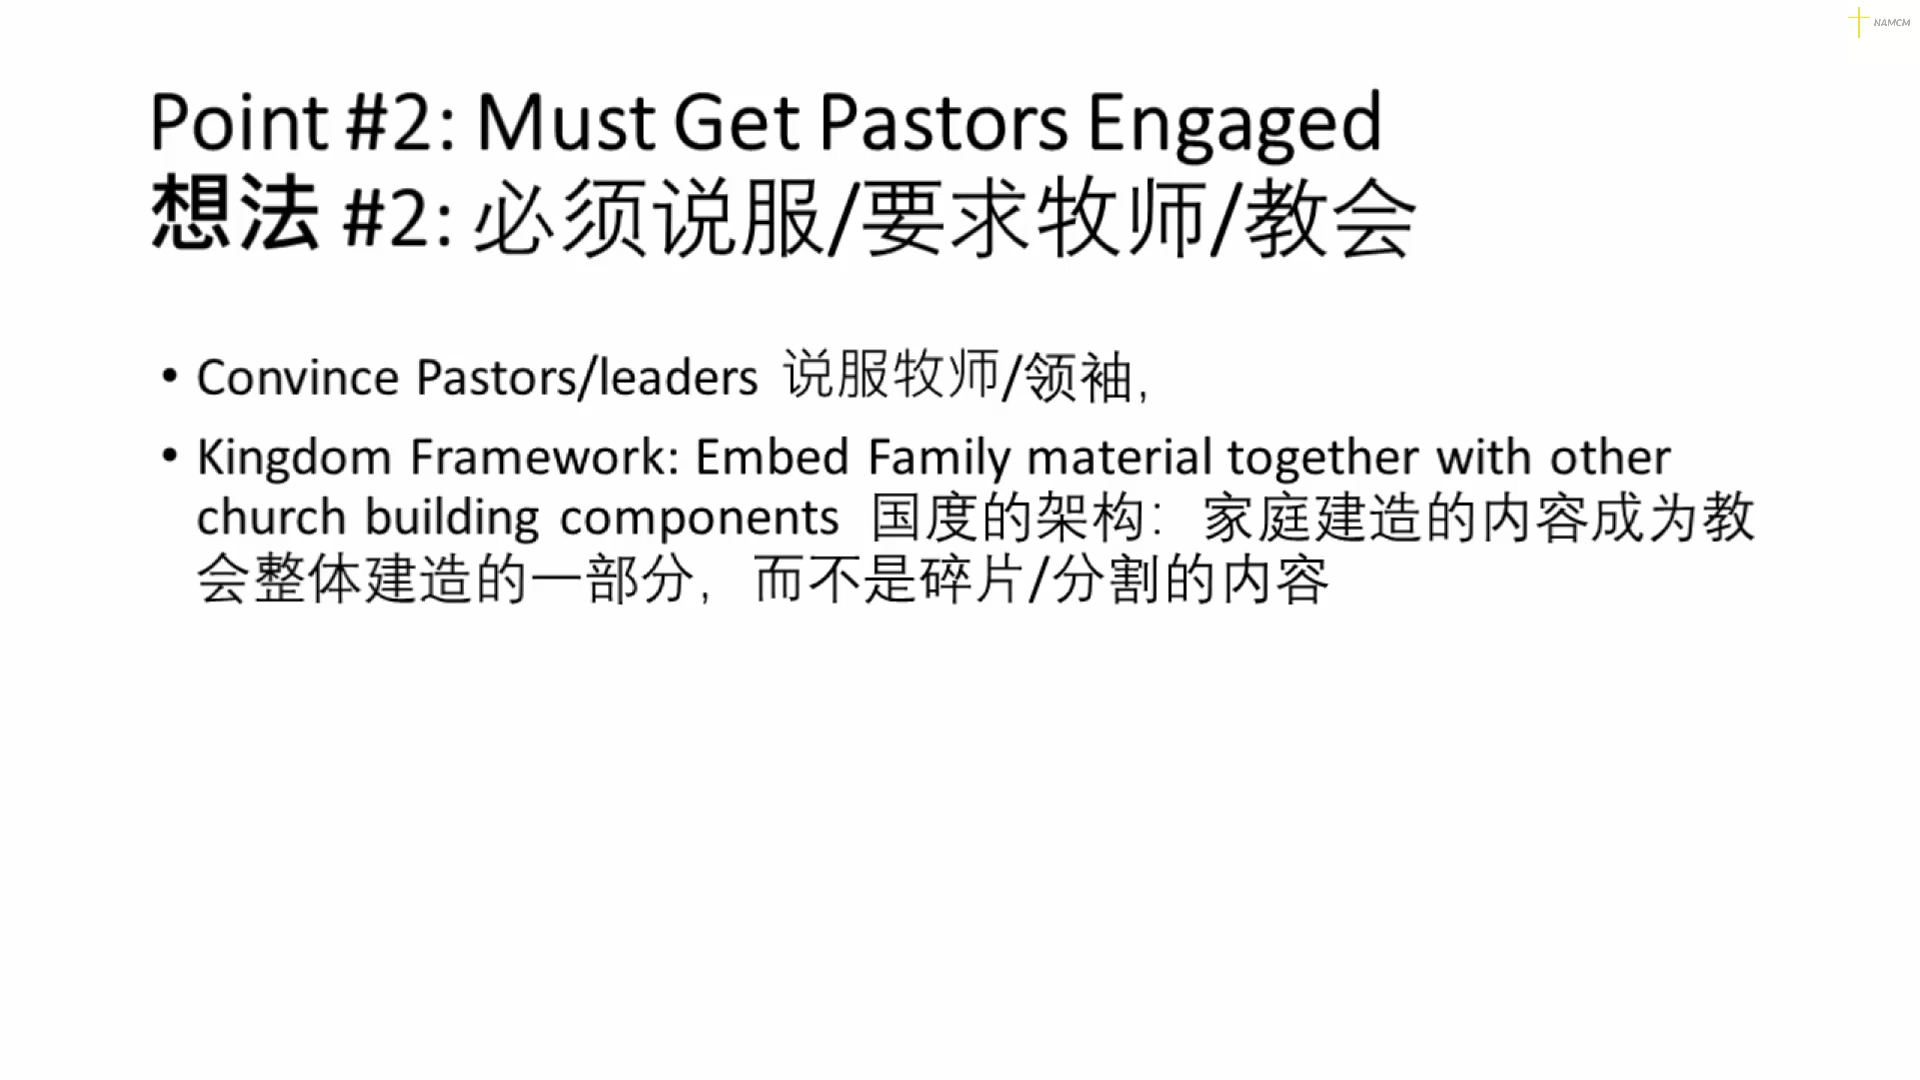 NAMCM
Point #2: Must Get Pastors Engaged
想法 #2: 必须说服/要求牧师/教会
• Convince Pastors/leaders 说服牧师/领袖,
• Kingdom Framework: Embed Family material together with other
church building components 国度的架构：家庭建造的内容成为教
会整体建造的一部分，而不是碎片/分割的内容